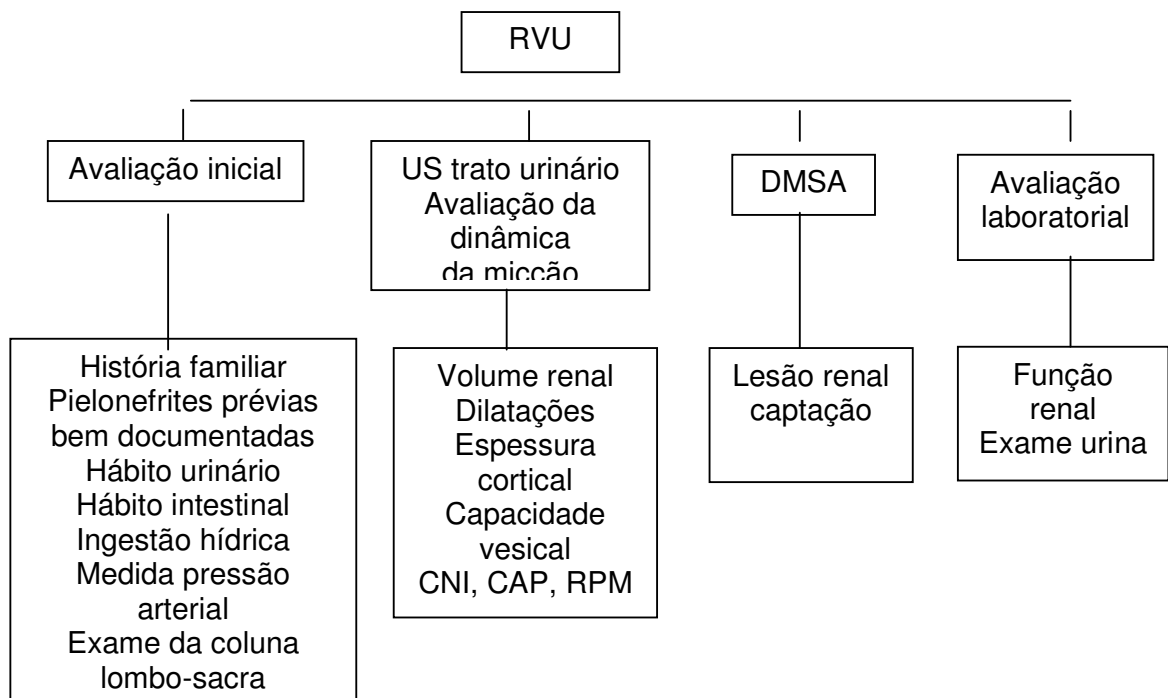 RVU
Avaliação inicial
US trato urinário
Avaliação da
dinâmica
da micção
DMSA
Avaliação
laboratorial
História familiar
Pielonefrites prévias
bem documentadas
Hábito urinário
Hábito intestinal
Ingestão hídrica
Medida pressão
arterial
Exame da coluna
lombo-sacra
Volume renal
Dilatações
Espessura
cortical
Capacidade
vesical
CNI, CAP, RPM
Lesão renal
captação
Função
renal
Exame urina